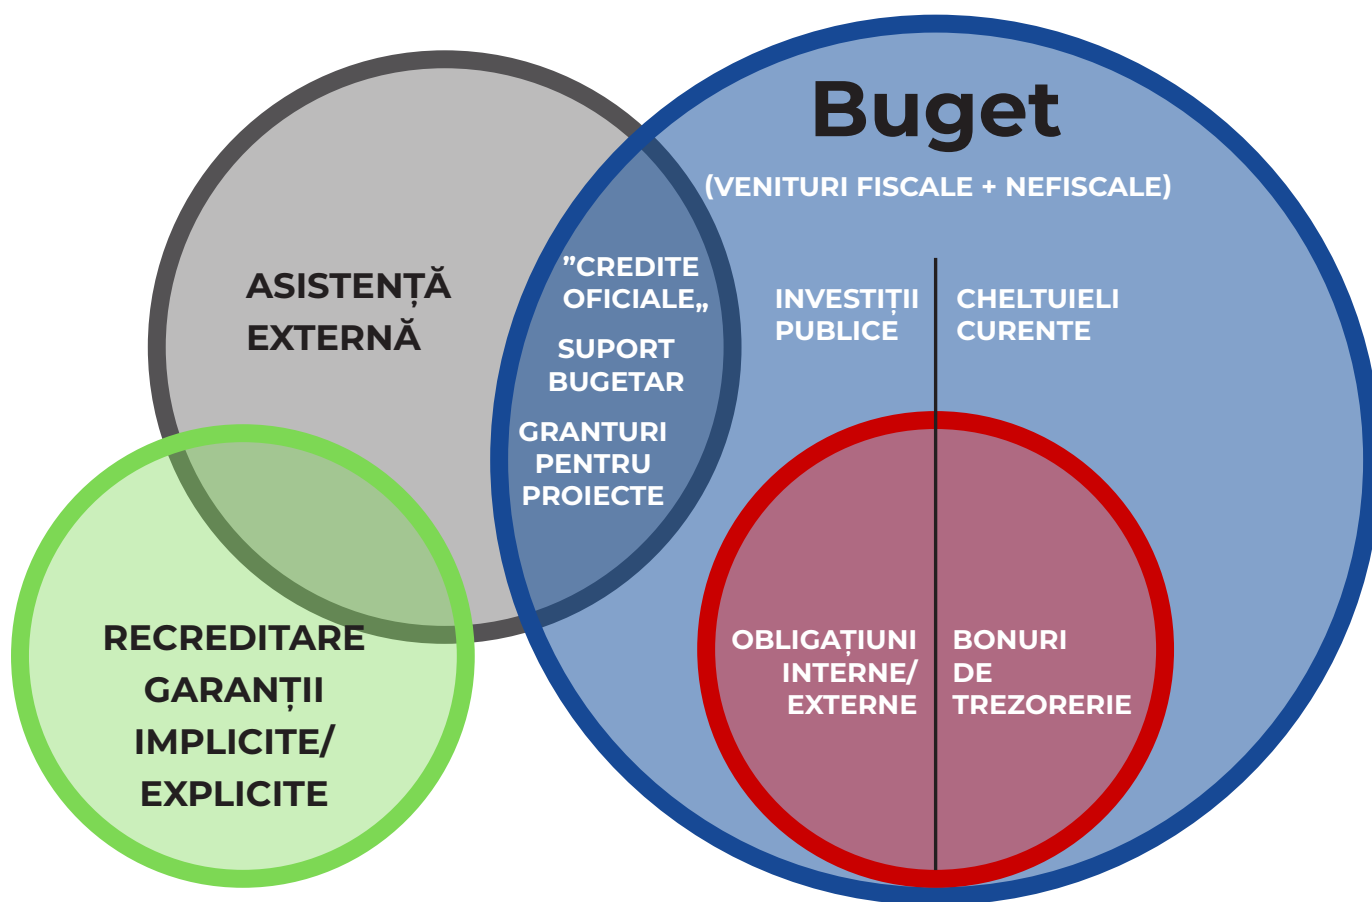 Buget
(VENITURI FISCALE + NEFISCALE)
ASISTENȚĂ
EXTERNĂ
”CREDITE
OFICIALE„
SUPORT
BUGETAR
GRANTURI
PENTRU
PROIECTE
INVESTIȚII
PUBLICE
CHELTUIELI
CURENTE
RECREDITARE
GARANȚII
IMPLICITE/
EXPLICITE
OBLIGAȚIUNI
INTERNE/
EXTERNE
BONURI
DE
TREZORERIE